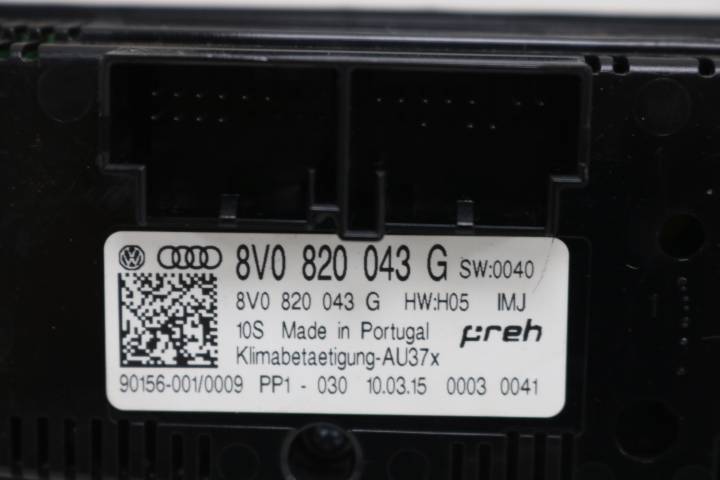 8V0 820 043 G SW:0040
8V0 820 043 G HW:H05 IMJ
10S Made in Portugal preh
Klimabetaetigung-AU37x
90156-001/0009 PP1 - 030 10.03.15 0003 0041